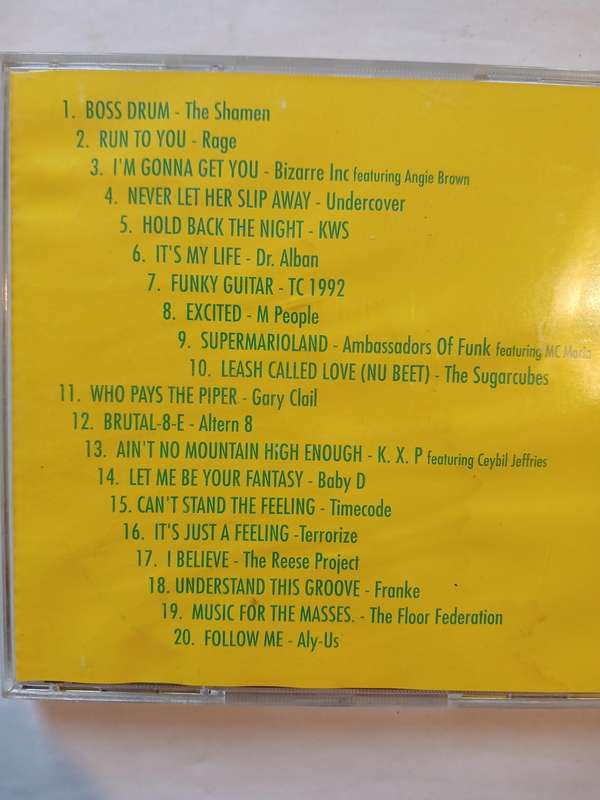 1. BOSS DRUM - The Shamen
2. RUN TO YOU - Rage
3. I'M GONNA GET YOU - Bizarre Inc featuring Angie Brown
4. NEVER LET HER SLIP AWAY - Undercover
5. HOLD BACK THE NIGHT - KWS
6. IT'S MY LIFE - Dr. Alban
7. FUNKY GUITAR - TC 1992
8. EXCITED - M People
9. SUPERMARIOLAND - Ambassadors Of Funk featuring MC Mario
10. LEASH CALLED LOVE (NU BEET) - The Sugarcubes
11. WHO PAYS THE PIPER - Gary Clail
12. BRUTAL-8-E - Altern 8
13. AIN'T NO MOUNTAIN HiGH ENOUGH - K. X. P featuring Ceybil Jeffries
14. LET ME BE YOUR FANTASY - Baby D
15. CAN'T STAND THE FEELING - Timecode
16. IT'S JUST A FEELING -Terrorize
17. I BELIEVE - The Reese Project
18. UNDERSTAND THIS GROOVE - Franke
19. MUSIC FOR THE MASSES. - The Floor Federation
20. FOLLOW ME - Aly-Us